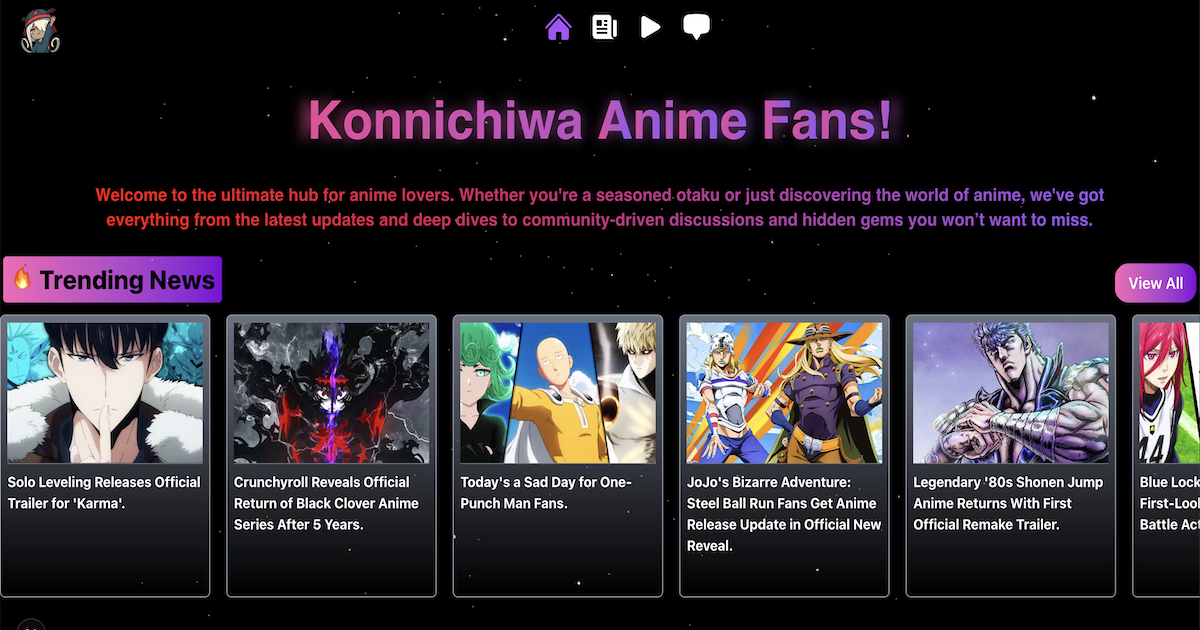 Konnichiwa Anime Fans!
Welcome to the ultimate hub for anime lovers. Whether you're a seasoned otaku or just discovering the world of anime, we've got
everything from the latest updates and deep dives to community-driven discussions and hidden gems you won’t want to miss.
🔥 Trending News
View All
Solo Leveling Releases Official
Trailer for 'Karma'.
Crunchyroll Reveals Official
Return of Black Clover Anime
Series After 5 Years.
Today's a Sad Day for One-
Punch Man Fans.
JoJo's Bizarre Adventure:
Steel Ball Run Fans Get Anime
Release Update in Official New
Reveal.
Legendary '80s Shonen Jump
Anime Returns With First
Official Remake Trailer.
44
Blue Lock
First-Loo
Battle Act